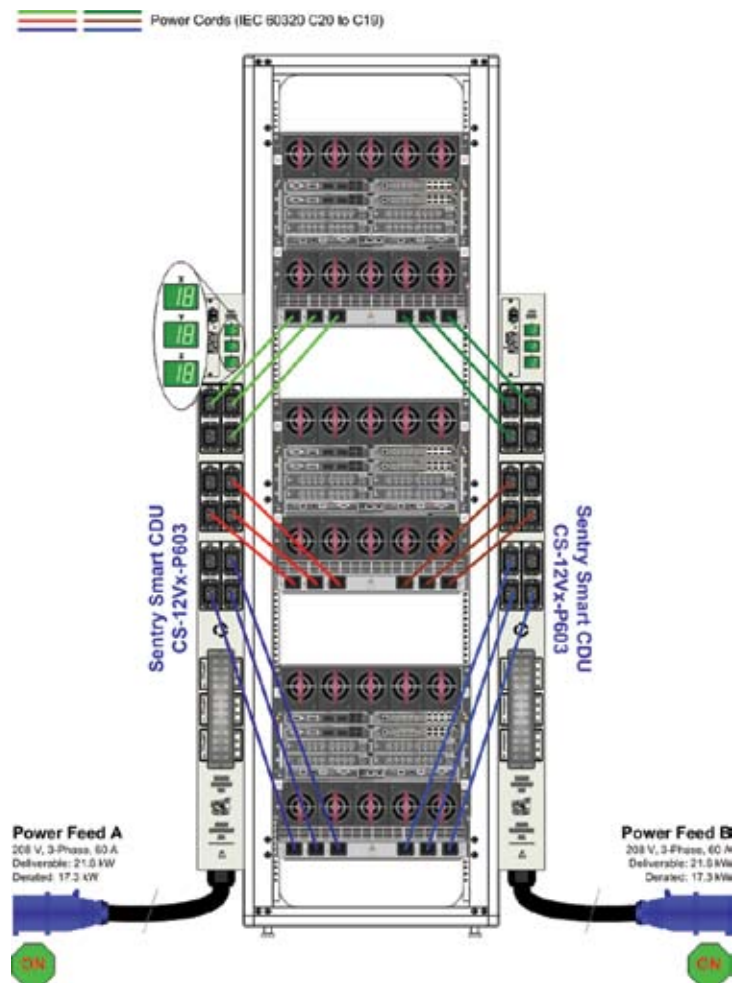 Power Cords (IEC 60320 C20 to C19)
18
18
18
Sentry Smart CDU
CS-12Vx-P603
Sentry Smart CDU
CS-12Vx-P603
Power Feed A
208 V, 3-Phase, 60 A
Deliverable: 21.6 kW
Derated: 17.3 kW
ON
Power Feed B
208 V, 3-Phase, 60 A
Deliverable: 21.6 kW
Derated: 17.3 kW
ON